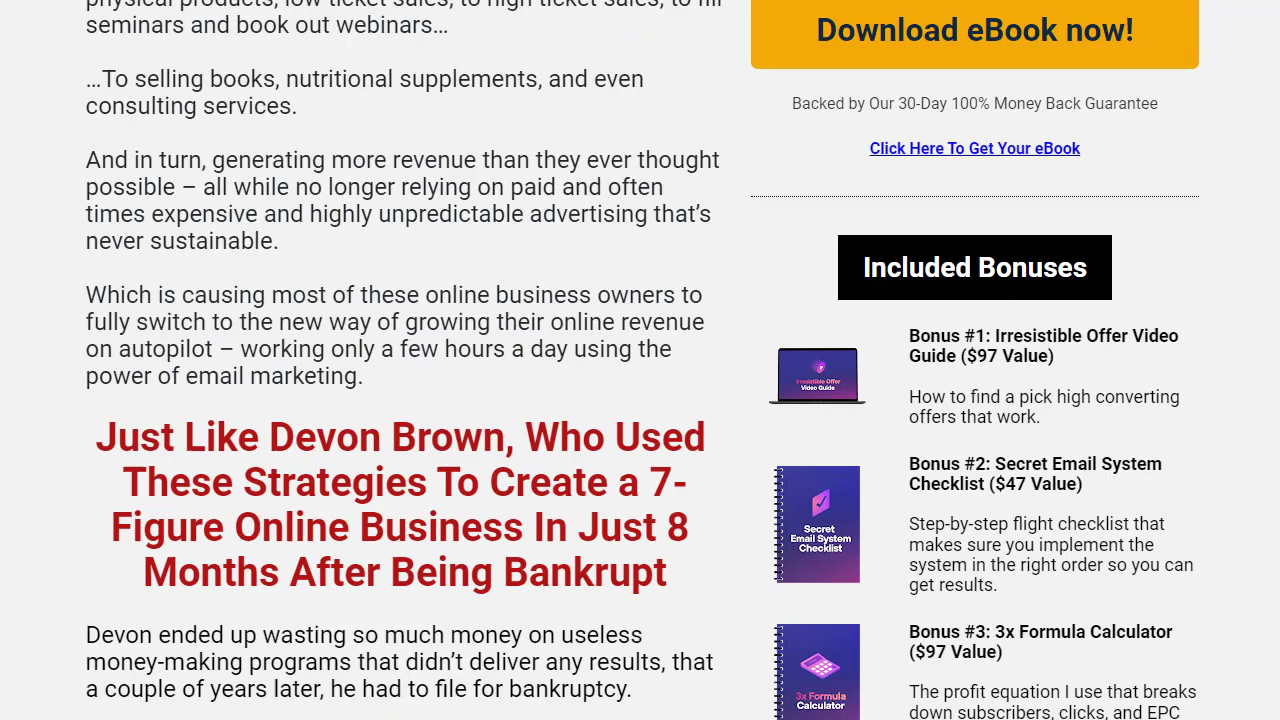 physical products, low ticket sales, to high ticket sales, to fill
seminars and book out webinars…
…To selling books, nutritional supplements, and even
consulting services.
And in turn, generating more revenue than they ever thought
possible – all while no longer relying on paid and often
times expensive and highly unpredictable advertising that’s
never sustainable.
Which is causing most of these online business owners to
fully switch to the new way of growing their online revenue
on autopilot – working only a few hours a day using the
power of email marketing.
Just Like Devon Brown, Who Used
These Strategies To Create a 7-
Figure Online Business In Just 8
Months After Being Bankrupt
Devon ended up wasting so much money on useless
money-making programs that didn’t deliver any results, that
a couple of years later, he had to file for bankruptcy.
Download eBook now!
Backed by Our 30-Day 100% Money Back Guarantee
Click Here To Get Your eBook
Included Bonuses
Irresistible Offer
Video Guide
Bonus #1: Irresistible Offer Video
Guide ($97 Value)
How to find a pick high converting
offers that work.
Secret
Email System
Checklist
Bonus #2: Secret Email System
Checklist ($47 Value)
Step-by-step flight checklist that
makes sure you implement the
system in the right order so you can
get results.
3x Formula
Calculator
Bonus #3: 3x Formula Calculator
($97 Value)
The profit equation I use that breaks
down subscribers, clicks, and EPC